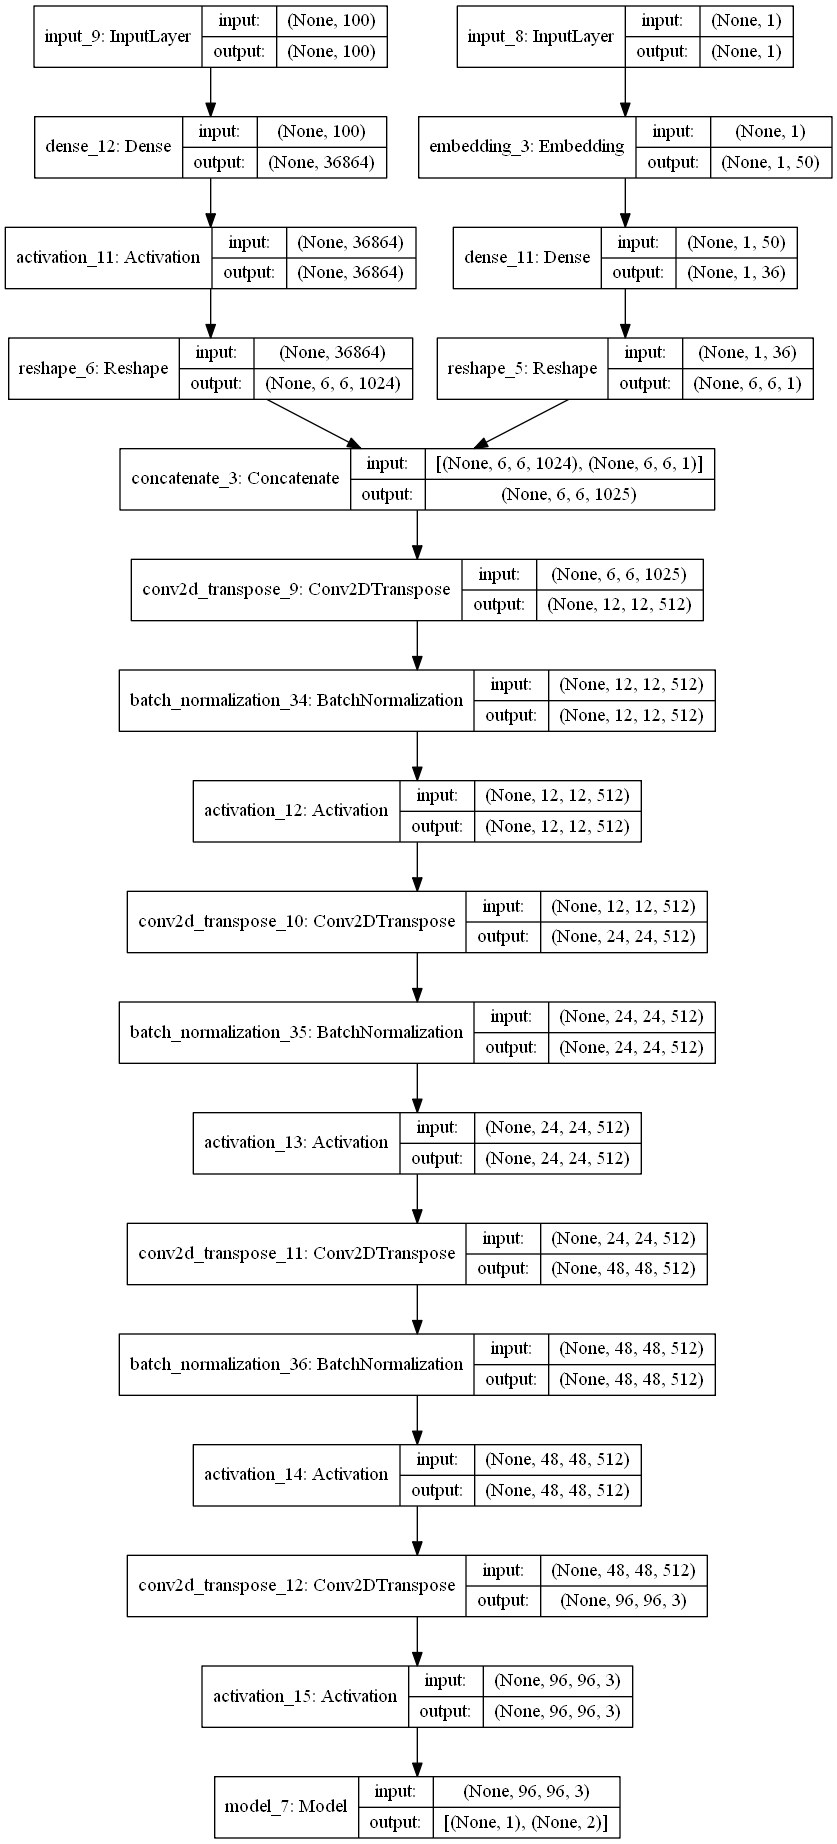 input_9: InputLayer
input:
(None, 100)
output:
(None, 100)
input_8: InputLayer
input:
(None, 1)
output:
(None, 1)
dense_12: Dense
input:
(None, 100)
output:
(None, 36864)
embedding_3: Embedding
input:
(None, 1)
output:
(None, 1, 50)
activation_11: Activation
input:
(None, 36864)
output:
(None, 36864)
dense_11: Dense
input:
(None, 1, 50)
output:
(None, 1, 36)
reshape_6: Reshape
input:
(None, 36864)
output:
(None, 6, 6, 1024)
reshape_5: Reshape
input:
(None, 1, 36)
output:
(None, 6, 6, 1)
concatenate_3: Concatenate
input:
[(None, 6, 6, 1024), (None, 6, 6, 1)]
output:
(None, 6, 6, 1025)
conv2d_transpose_9: Conv2DTranspose
input:
(None, 6, 6, 1025)
output:
(None, 12, 12, 512)
batch_normalization_34: BatchNormalization
input:
(None, 12, 12, 512)
output:
(None, 12, 12, 512)
activation_12: Activation
input:
(None, 12, 12, 512)
output:
(None, 12, 12, 512)
conv2d_transpose_10: Conv2DTranspose
input:
(None, 12, 12, 512)
output:
(None, 24, 24, 512)
batch_normalization_35: BatchNormalization
input:
(None, 24, 24, 512)
output:
(None, 24, 24, 512)
activation_13: Activation
input:
(None, 24, 24, 512)
output:
(None, 24, 24, 512)
conv2d_transpose_11: Conv2DTranspose
input:
(None, 24, 24, 512)
output:
(None, 48, 48, 512)
batch_normalization_36: BatchNormalization
input:
(None, 48, 48, 512)
output:
(None, 48, 48, 512)
activation_14: Activation
input:
(None, 48, 48, 512)
output:
(None, 48, 48, 512)
conv2d_transpose_12: Conv2DTranspose
input:
(None, 48, 48, 512)
output:
(None, 96, 96, 3)
activation_15: Activation
input:
(None, 96, 96, 3)
output:
(None, 96, 96, 3)
model_7: Model
input:
(None, 96, 96, 3)
output:
[(None, 1), (None, 2)]